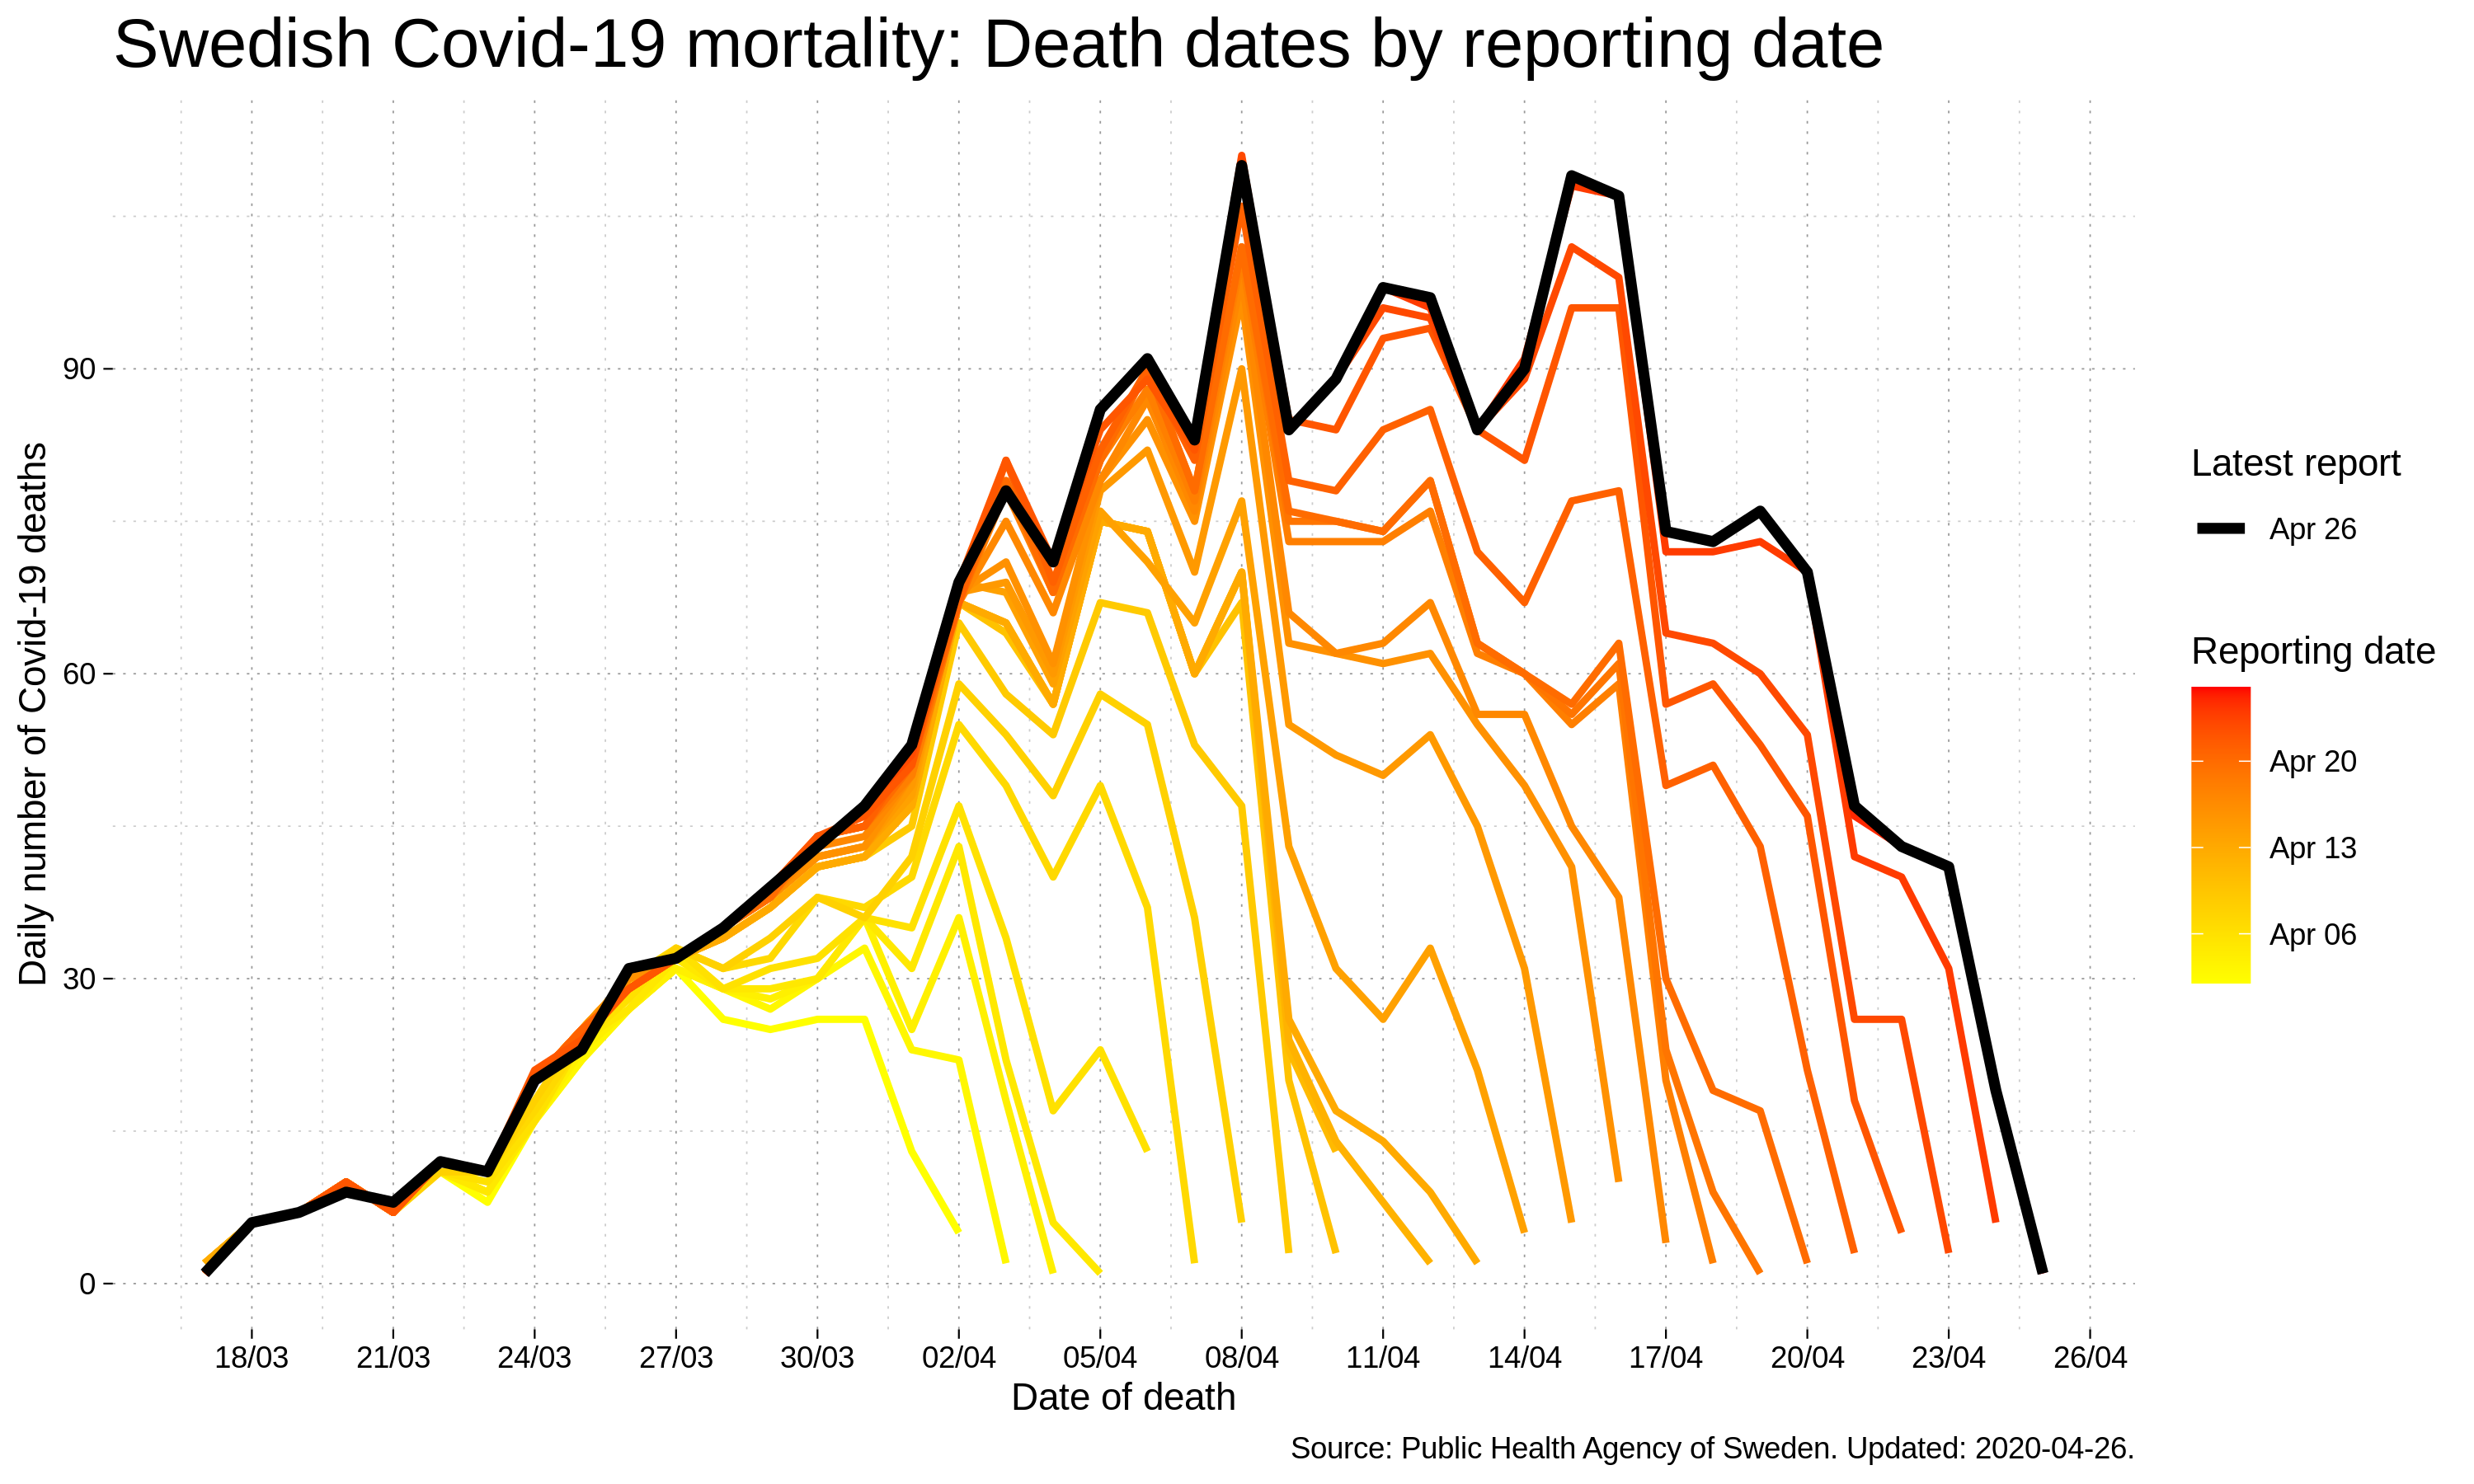 Swedish Covid-19 mortality: Death dates by reporting date
Daily number of Covid-19 deaths
90
60
30
0
18/03 21/03 24/03 27/03 30/03 02/04 05/04 08/04 11/04 14/04 17/04 20/04 23/04 26/04
Date of death
Latest report
Apr 26
Reporting date
Apr 20
Apr 13
Apr 06
Source: Public Health Agency of Sweden. Updated: 2020-04-26.